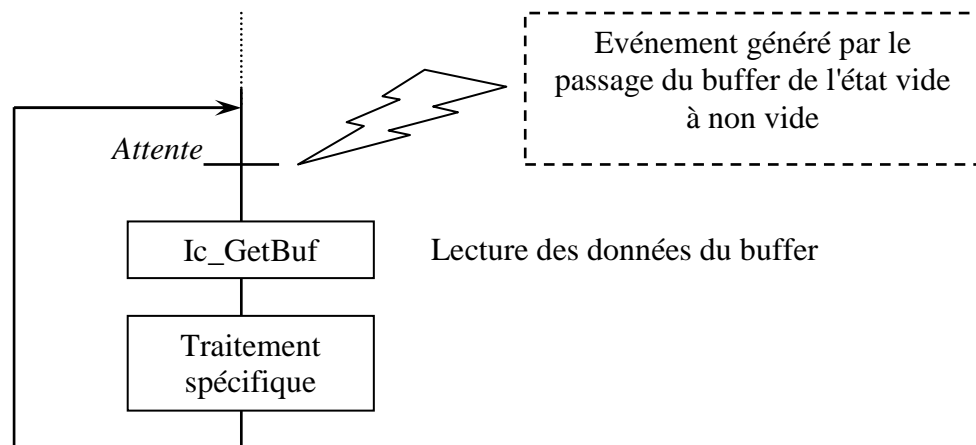 Evénement généré par le
passage du buffer de l'état vide
à non vide
Attente
Ic_GetBuf
Lecture des données du buffer
Traitement
spécifique